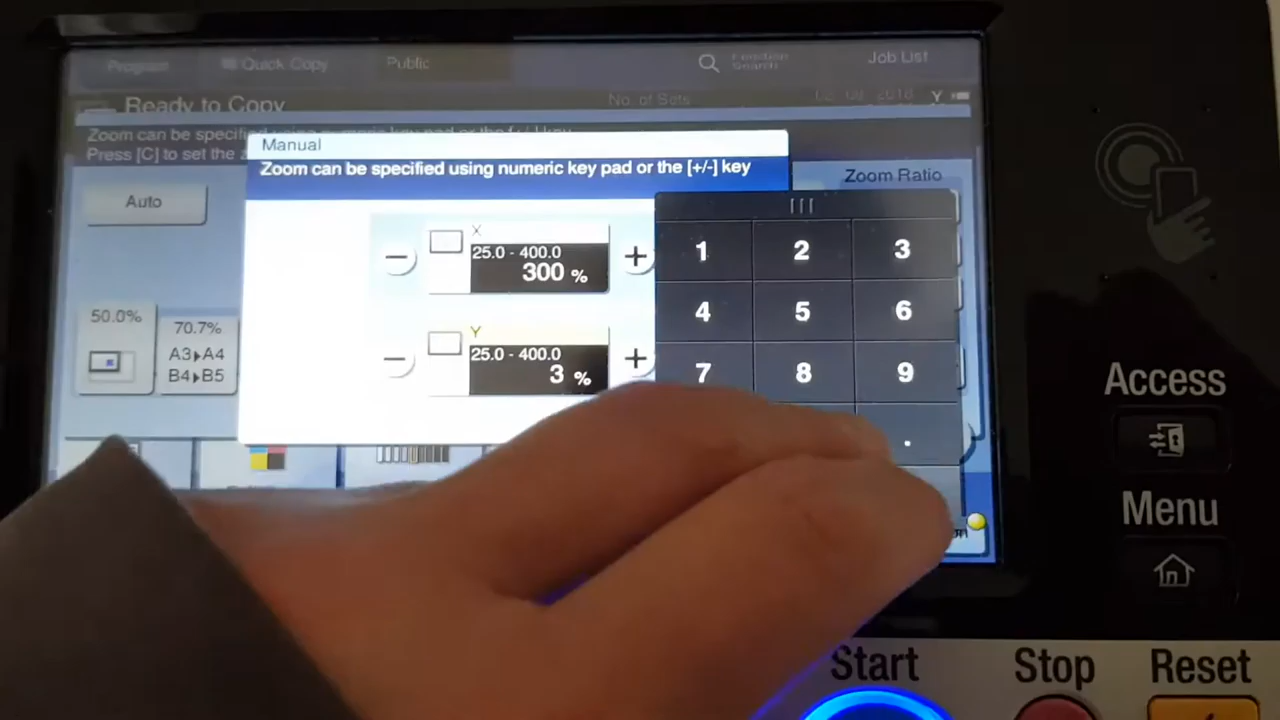 Program
Quick Copy
Public
Function Search
Job List
Ready to Copy
No. of Sets
Y
Zoom can be specified using numeric key pad or the [+/-] key
Press [C] to set the
Manual
Zoom can be specified using numeric key pad or the [+/-] key
Zoom Ratio
Auto
X
25.0 - 400.0
300 %
Y
25.0 - 400.0
3 %
− +
− +
1 2 3
4 5 6
7 8 9
.
50.0%
70.7%
A3▸A4
B4▸B5
Access
Menu
Start
Stop
Reset